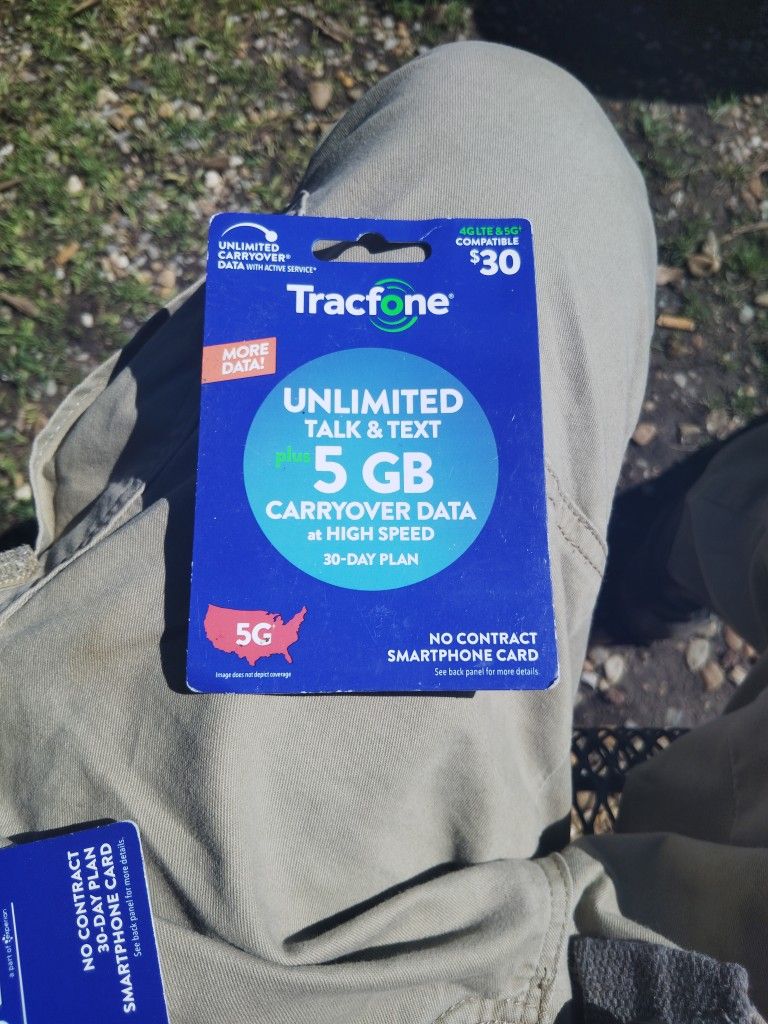 UNLIMITED
CARRYOVER®
DATA WITH ACTIVE SERVICE*
4G LTE & 5G†
COMPATIBLE
$30
Tracfone®
MORE
DATA!
UNLIMITED
TALK & TEXT
plus 5 GB
CARRYOVER DATA
at HIGH SPEED
30-DAY PLAN
5G†
Image does not depict coverage
NO CONTRACT
SMARTPHONE CARD
See back panel for more details.
NO CONTRACT
30-DAY PLAN
SMARTPHONE CARD
See back panel for more details.
a part of